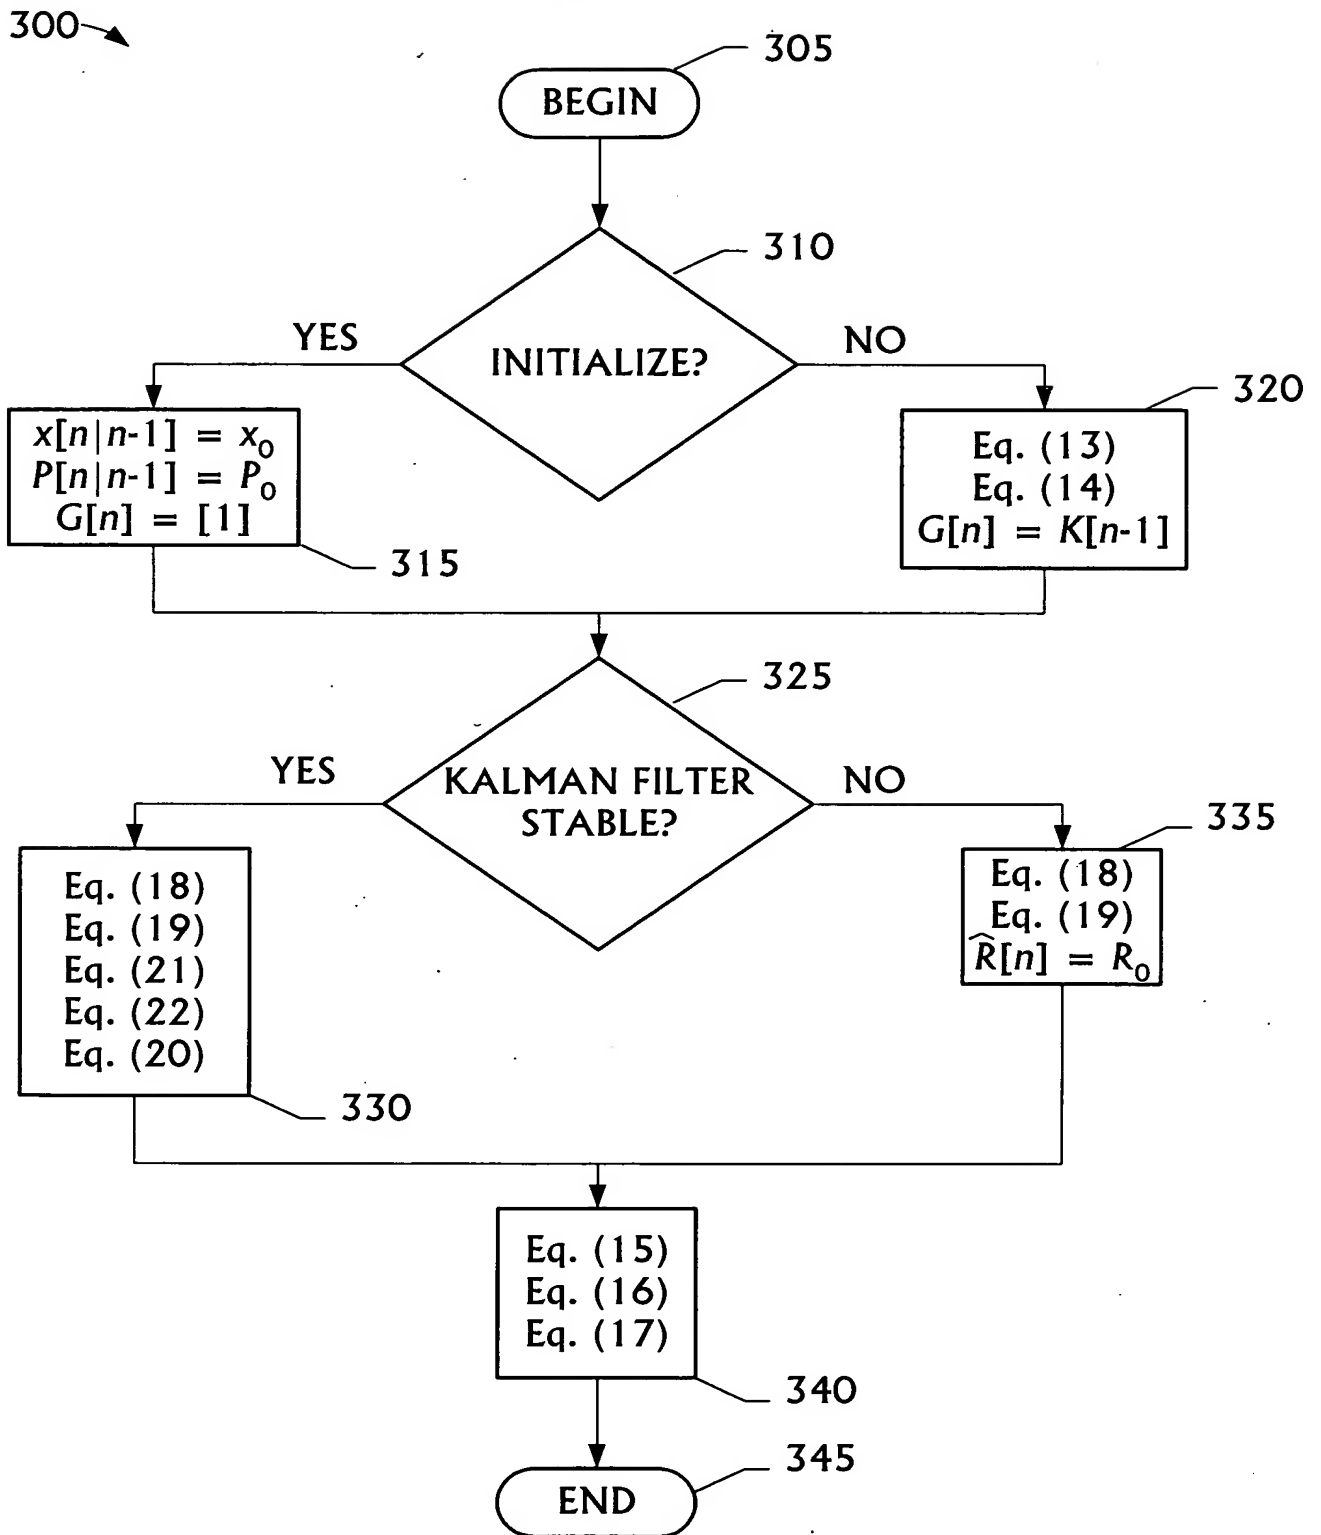 300
305
BEGIN
310
YES
INITIALIZE?
NO
320
x[n|n-1] = x₀
P[n|n-1] = P₀
G[n] = [1]
315
Eq. (13)
Eq. (14)
G[n] = K[n-1]
325
YES
KALMAN FILTER
STABLE?
NO
335
Eq. (18)
Eq. (19)
Eq. (21)
Eq. (22)
Eq. (20)
330
Eq. (18)
Eq. (19)
R̂[n] = R₀
Eq. (15)
Eq. (16)
Eq. (17)
340
345
END